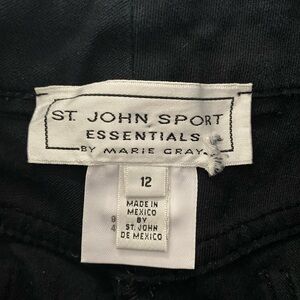 ST. JOHN SPORT
ESSENTIALS
BY MARIE GRAY
12
MADE IN
MEXICO
BY
ST. JOHN
DE MEXICO